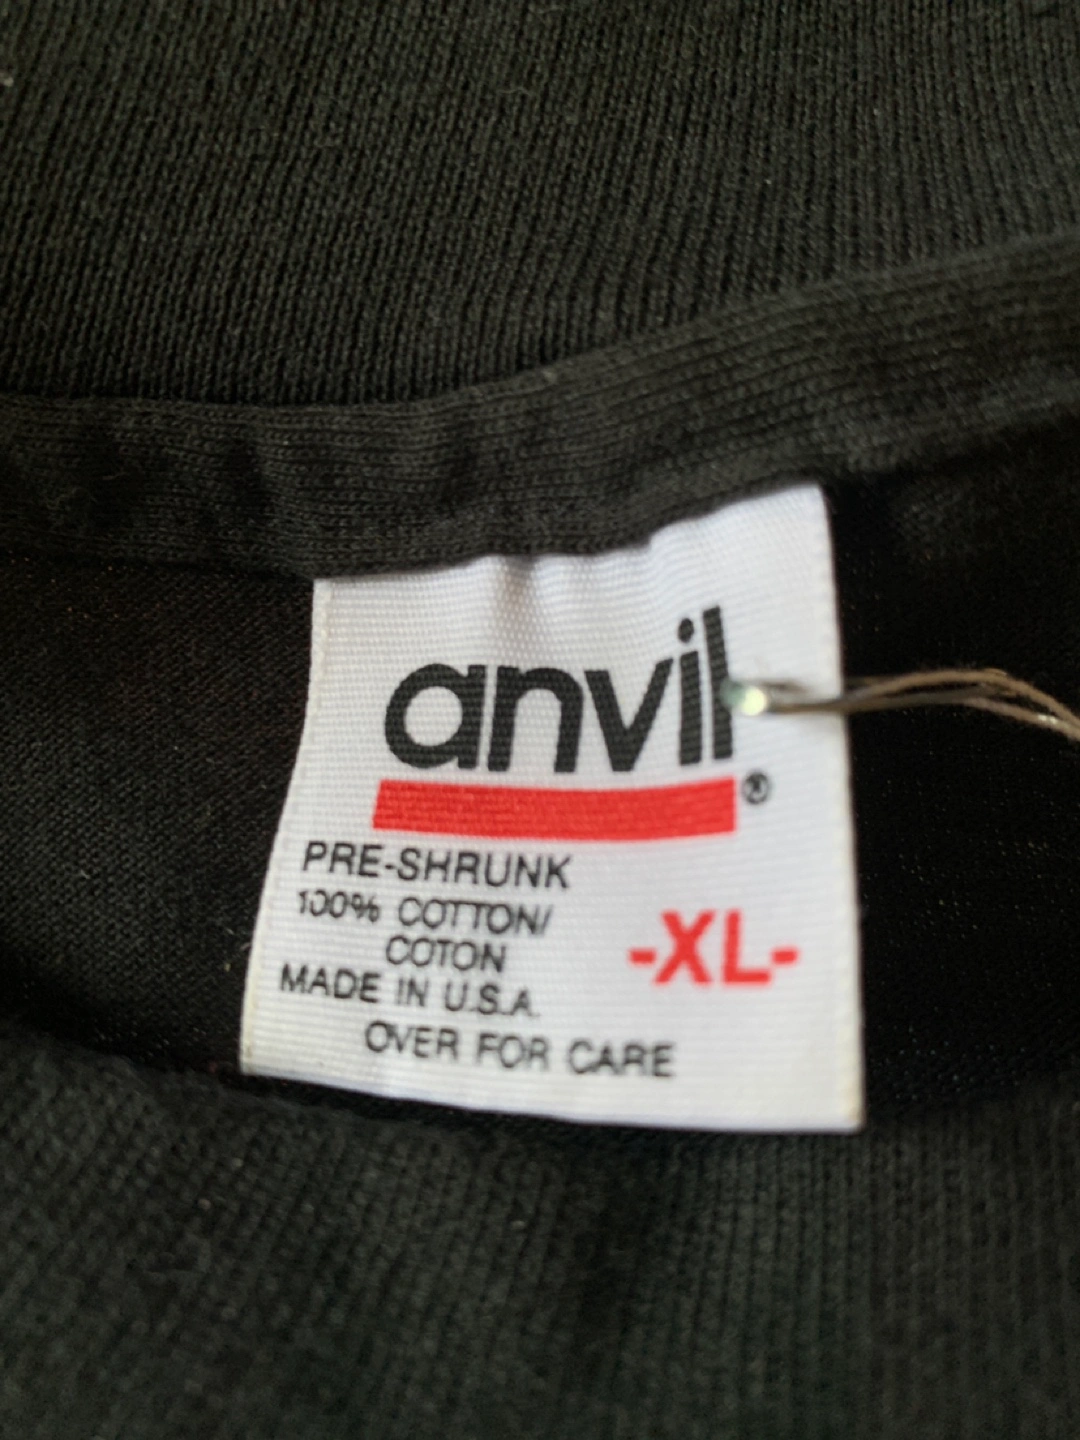 anvil®
PRE-SHRUNK
100% COTTON/
COTON
-XL-
MADE IN U.S.A.
OVER FOR CARE